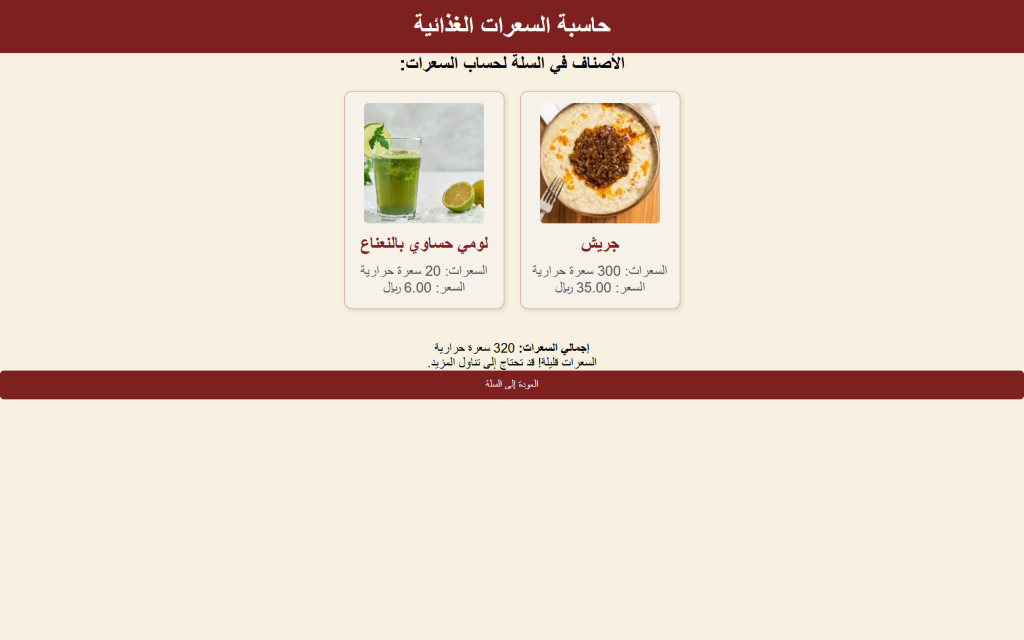 حاسبة السعرات الغذائية
الأصناف في السلة لحساب السعرات:
جريش
السعرات: 300 سعرة حرارية
السعر: 35.00 ريال
لومي حساوي بالنعناع
السعرات: 20 سعرة حرارية
السعر: 6.00 ريال
إجمالي السعرات: 320 سعرة حرارية
السعرات قليلة! قد تحتاج إلى تناول المزيد.
العودة إلى السلة